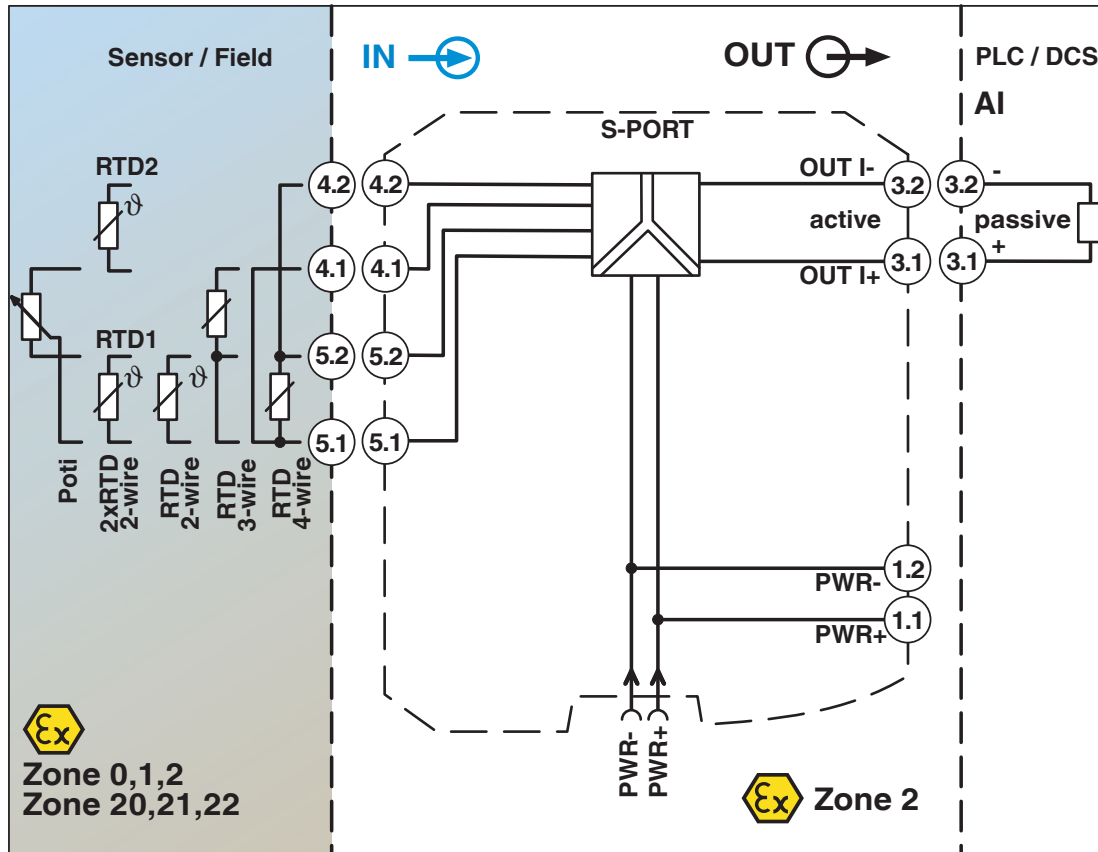 Sensor / Field
IN
OUT
PLC / DCS
AI
S-PORT
RTD2
ϑ
4.2
4.2
OUT I-
3.2
3.2
-
active
passive
4.1
4.1
OUT I+
3.1
3.1
+
RTD1
ϑ
ϑ
5.2
5.2
5.1
5.1
Poti
2xRTD
2-wire
RTD
2-wire
RTD
3-wire
RTD
4-wire
PWR-
1.2
PWR+
1.1
PWR-
PWR+
Ex
Zone 0,1,2
Zone 20,21,22
Ex
Zone 2